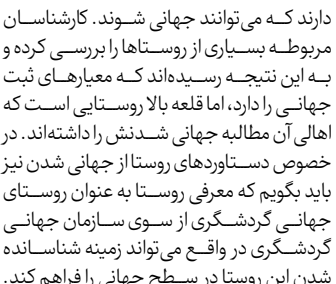 دارند که می‌توانند جهانی شوند. کارشناسان
مربوطه بسیاری از روستاها را بررسی کرده و
به این نتیجه رسیده‌اند که معیارهای ثبت
جهانی را دارد، اما قلعه بالا روستایی است که
اهالی آن مطالبه جهانی شدنش را داشته‌اند. در
خصوص دستاوردهای روستا از جهانی شدن نیز
باید بگویم که معرفی روستا به عنوان روستای
جهانی گردشگری از سوی سازمان جهانی
گردشگری در واقع می‌تواند زمینه شناسانده
شدن این روستا در سطح جهانی را فراهم کند.